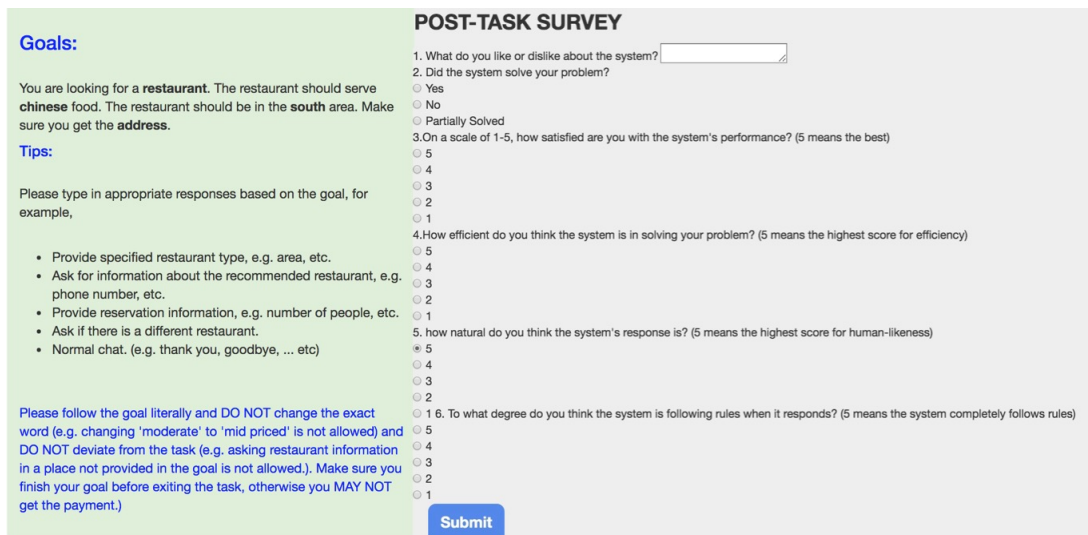 Goals:
You are looking for a restaurant. The restaurant should serve
chinese food. The restaurant should be in the south area. Make
sure you get the address.
Tips:
Please type in appropriate responses based on the goal, for
example,
• Provide specified restaurant type, e.g. area, etc.
• Ask for information about the recommended restaurant, e.g.
phone number, etc.
• Provide reservation information, e.g. number of people, etc.
• Ask if there is a different restaurant.
• Normal chat. (e.g. thank you, goodbye, ... etc)
Please follow the goal literally and DO NOT change the exact
word (e.g. changing 'moderate' to 'mid priced' is not allowed) and
DO NOT deviate from the task (e.g. asking restaurant information
in a place not provided in the goal is not allowed.). Make sure you
finish your goal before exiting the task, otherwise you MAY NOT
get the payment.)
POST-TASK SURVEY
1. What do you like or dislike about the system?
2. Did the system solve your problem?
Yes
No
Partially Solved
3.On a scale of 1-5, how satisfied are you with the system's performance? (5 means the best)
5
4
3
2
1
4.How efficient do you think the system is in solving your problem? (5 means the highest score for efficiency)
5
4
3
2
1
5. how natural do you think the system's response is? (5 means the highest score for human-likeness)
5
4
3
2
1 6. To what degree do you think the system is following rules when it responds? (5 means the system completely follows rules)
5
4
3
2
1
Submit